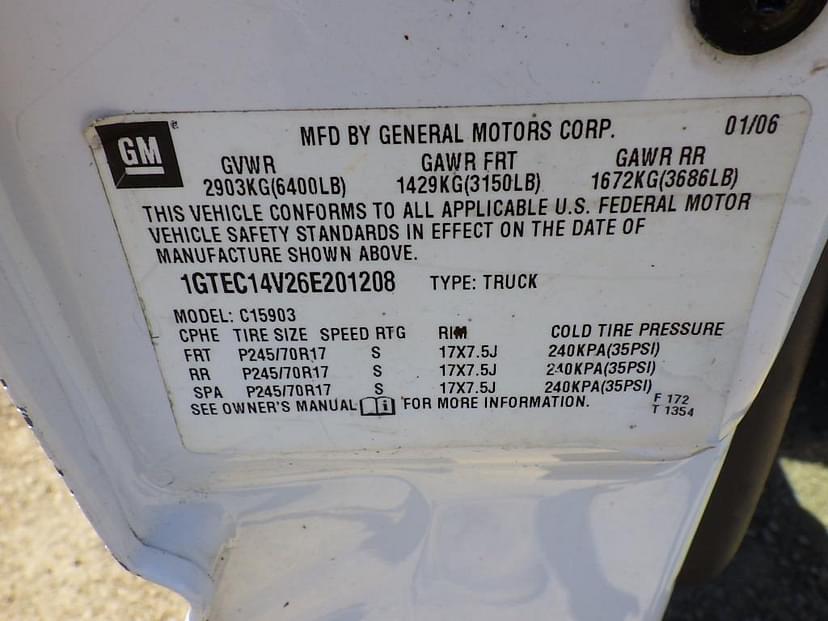 GM ® MFD BY GENERAL MOTORS CORP. 01/06
GVWR GAWR FRT GAWR RR
2903KG(6400LB) 1429KG(3150LB) 1672KG(3686LB)
THIS VEHICLE CONFORMS TO ALL APPLICABLE U.S. FEDERAL MOTOR
VEHICLE SAFETY STANDARDS IN EFFECT ON THE DATE OF
MANUFACTURE SHOWN ABOVE.
1GTEC14V26E201208 TYPE: TRUCK
MODEL: C15903
CPHE TIRE SIZE SPEED RTG RIM COLD TIRE PRESSURE
FRT P245/70R17 S 17X7.5J 240KPA(35PSI)
RR P245/70R17 S 17X7.5J 240KPA(35PSI)
SPA P245/70R17 S 17X7.5J 240KPA(35PSI)
SEE OWNER'S MANUAL i FOR MORE INFORMATION.
F 172
T 1354